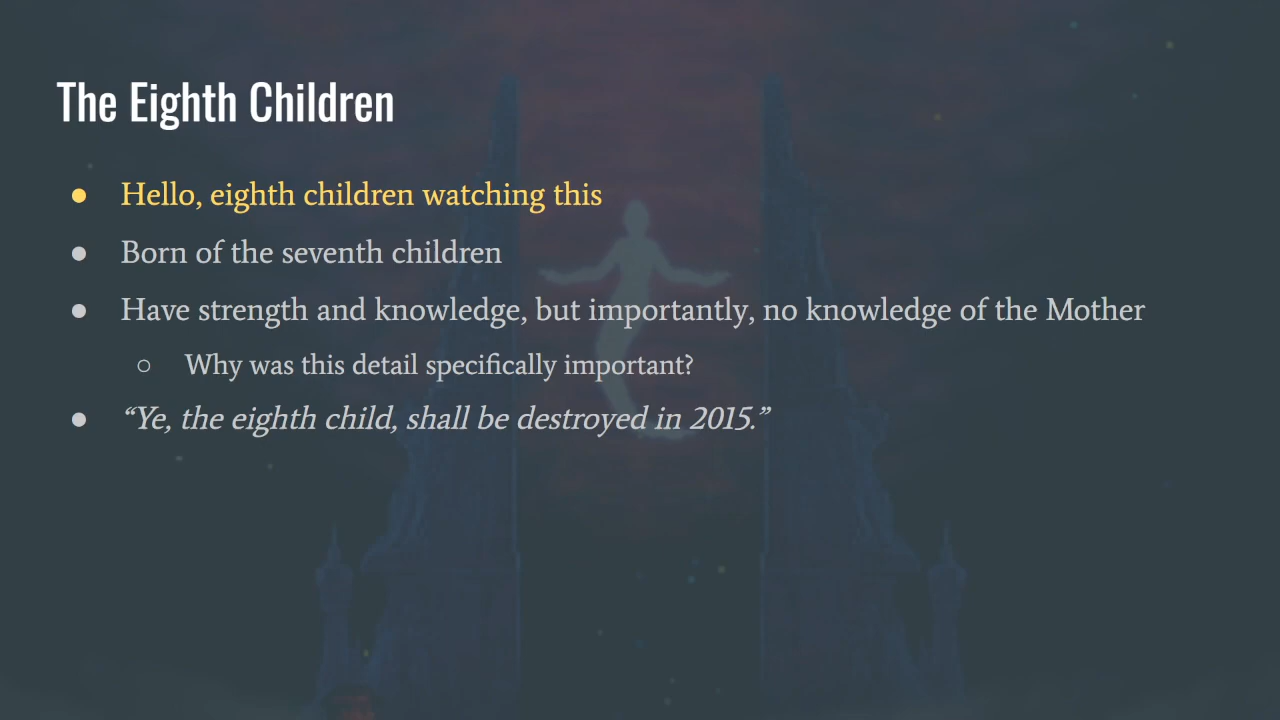 The Eighth Children
● Hello, eighth children watching this
● Born of the seventh children
● Have strength and knowledge, but importantly, no knowledge of the Mother
○ Why was this detail specifically important?
● “Ye, the eighth child, shall be destroyed in 2015.”